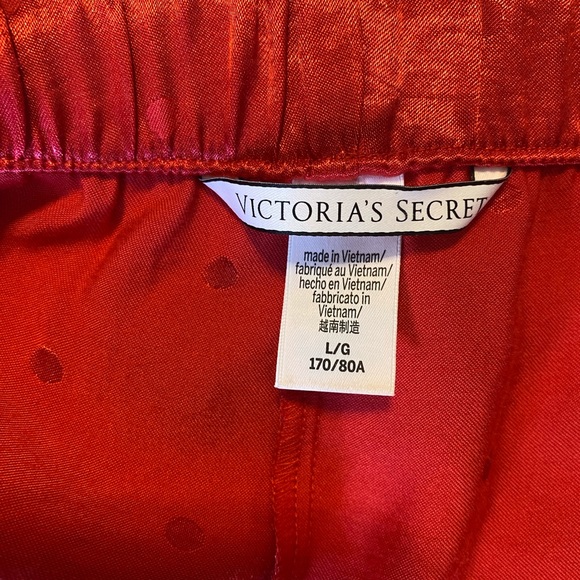 VICTORIA'S SECRET
made in Vietnam/
fabriqué au Vietnam/
hecho en Vietnam/
fabbricato in
Vietnam/
越南制造
L/G
170/80A